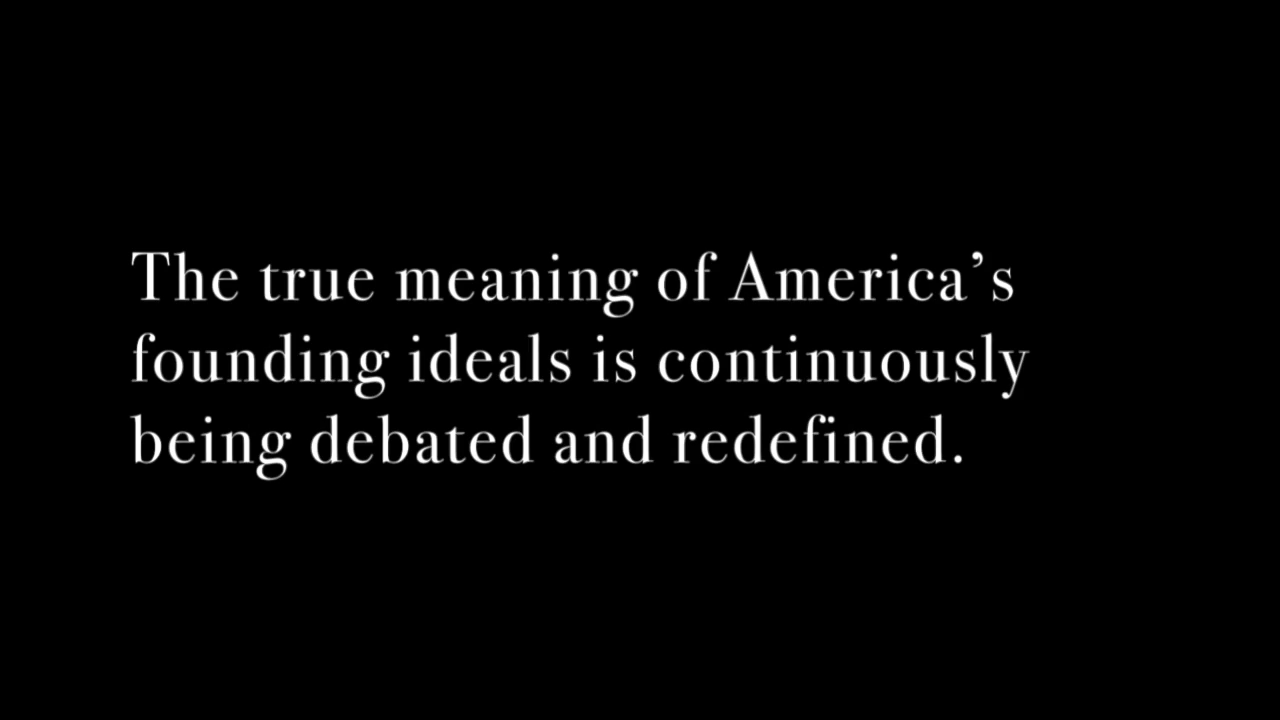 The true meaning of America’s
founding ideals is continuously
being debated and redefined.